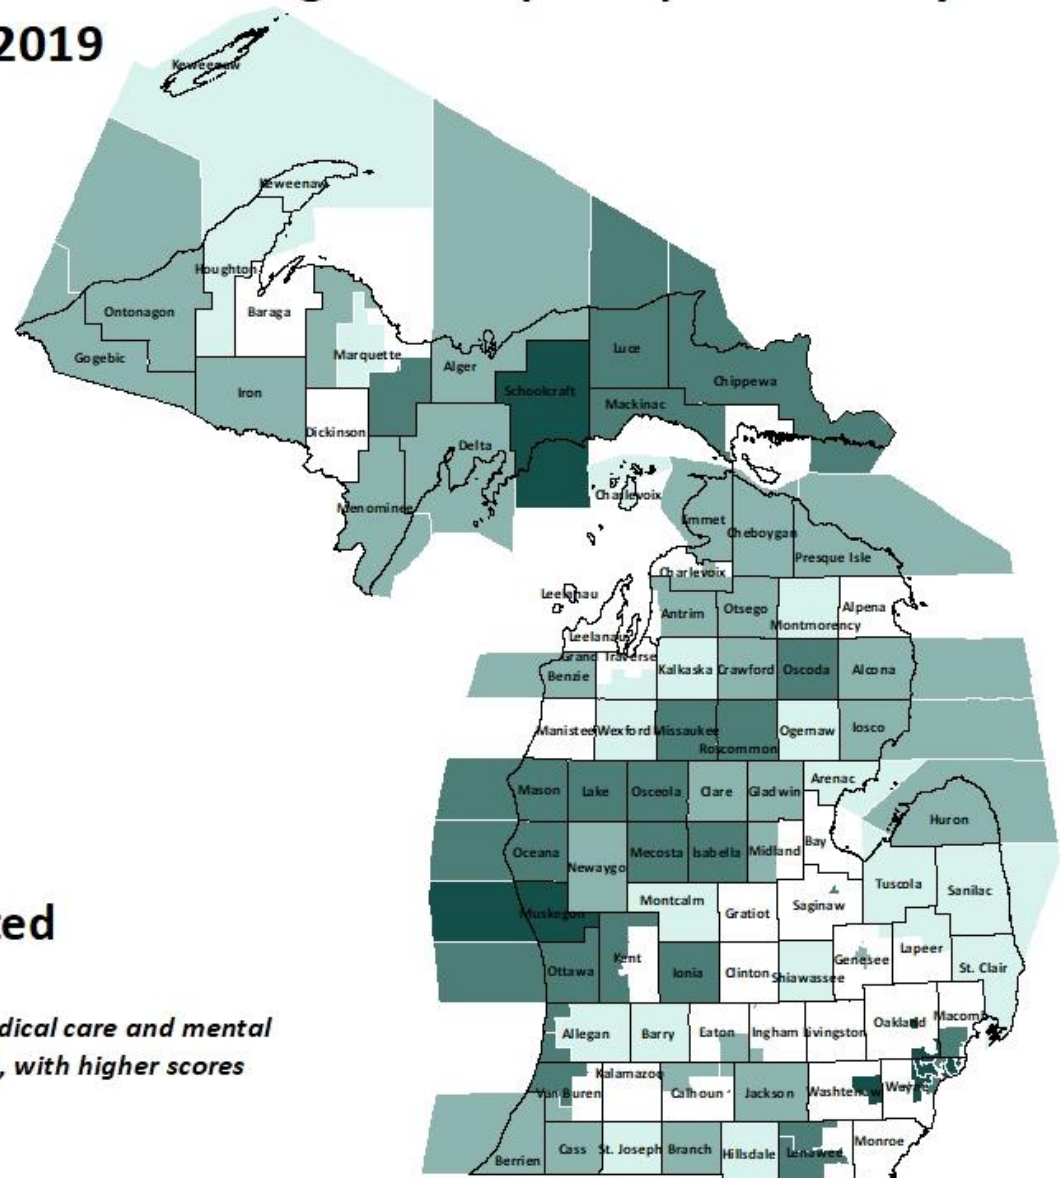 2019
Keweenaw
Keweenaw
Houghton
Ontonagon
Baraga
Gogebic
Marquette
Iron
Alger
Luce
Chippewa
Schoolcraft
Mackinac
Dickinson
Delta
Menominee
Charlevoix
Emmet
Cheboygan
Presque Isle
Charlevoix
Leelanau
Antrim
Otsego
Montmorency
Alpena
Leelanau
Grand Traverse
Benzie
Kalkaska
Crawford
Oscoda
Alcona
Manistee
Wexford
Missaukee
Roscommon
Ogemaw
Iosco
Mason
Lake
Osceola
Clare
Gladwin
Arenac
Huron
Oceana
Newaygo
Mecosta
Isabella
Midland
Bay
Tuscola
Sanilac
Muskegon
Montcalm
Gratiot
Saginaw
Ottawa
Kent
Ionia
Clinton
Shiawassee
Genesee
Lapeer
St. Clair
Allegan
Barry
Eaton
Ingham
Livingston
Oakland
Macomb
Van Buren
Kalamazoo
Calhoun
Jackson
Washtenaw
Wayne
Berrien
Cass
St. Joseph
Branch
Hillsdale
Lenawee
Monroe
ted
dical care and mental
, with higher scores